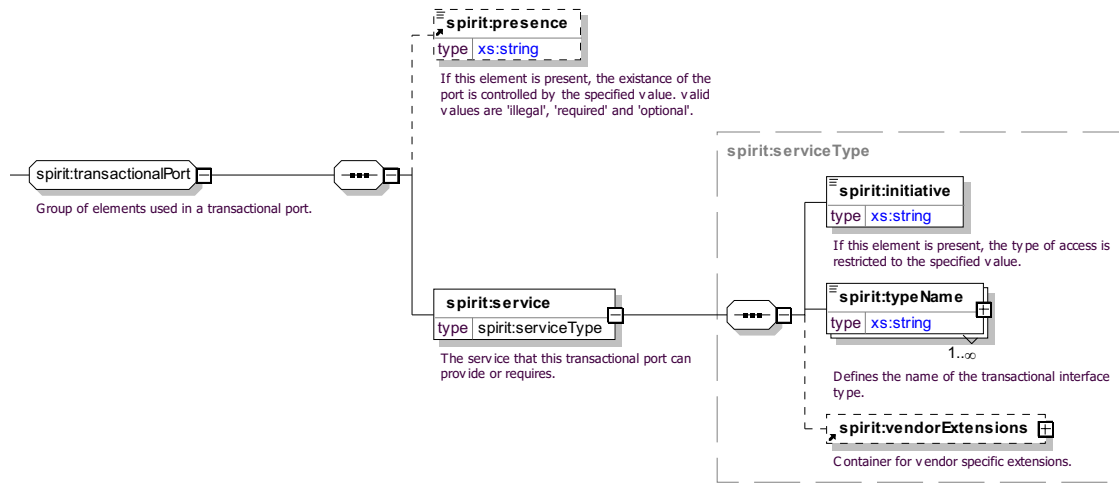 spirit:presence
type xs:string
If this element is present, the existance of the
port is controlled by the specified value. valid
values are 'illegal', 'required' and 'optional'.
spirit:serviceType
spirit:transactionalPort
Group of elements used in a transactional port.
spirit:initiative
type xs:string
If this element is present, the type of access is
restricted to the specified value.
spirit:service
type spirit:serviceType
The service that this transactional port can
provide or requires.
spirit:typeName
type xs:string
1..∞
Defines the name of the transactional interface
type.
spirit:vendorExtensions
Container for vendor specific extensions.